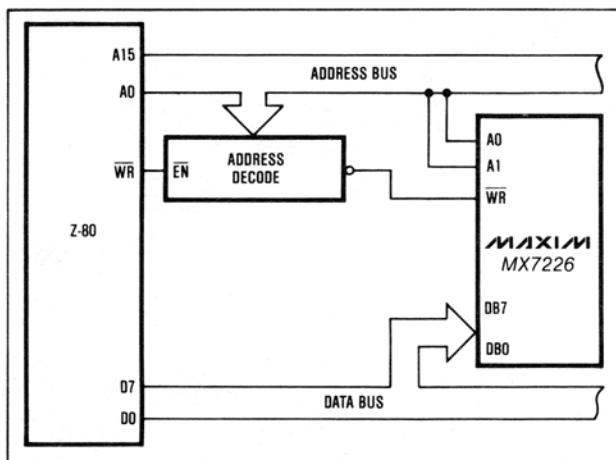 A15
ADDRESS BUS
A0
A0
A1
WR
EN
ADDRESS
DECODE
WR
Z-80
MAXIM
MX7226
DB7
DB0
D7
DATA BUS
D0